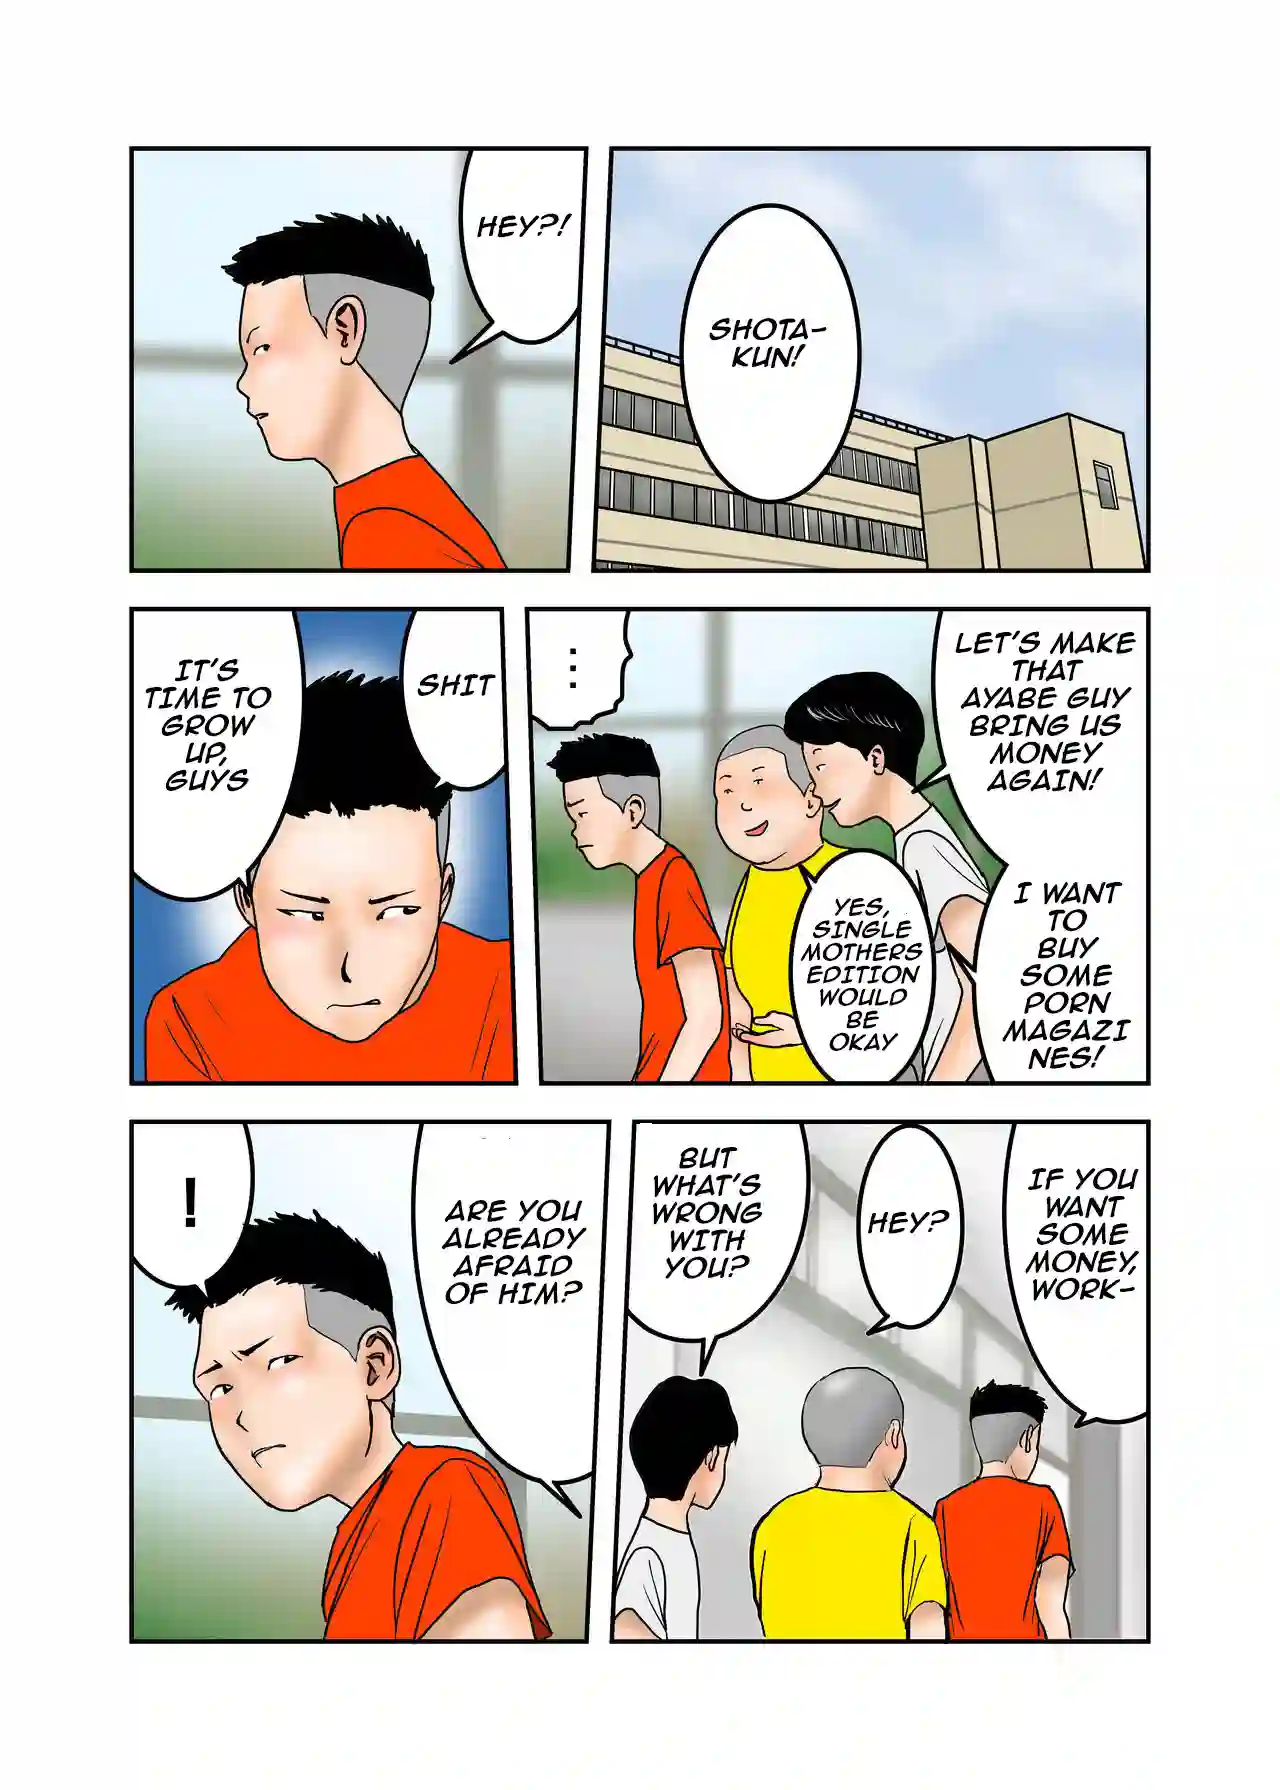 SHOTA-
KUN!
HEY?!
LET'S MAKE
THAT
AYABE GUY
BRING US
MONEY
AGAIN!
I WANT
TO
BUY
SOME
PORN
MAGAZI
NES!
YES,
SINGLE
MOTHERS
EDITION
WOULD
BE
OKAY
...
SHIT
IT'S
TIME TO
GROW
UP,
GUYS
IF YOU
WANT
SOME
MONEY,
WORK-
HEY?
BUT
WHAT'S
WRONG
WITH
YOU?
ARE YOU
ALREADY
AFRAID
OF HIM?
!